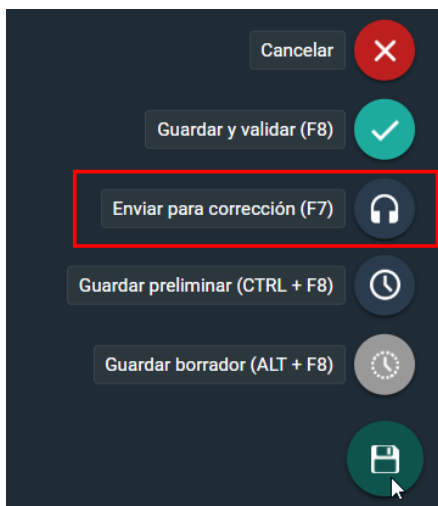 Cancelar
Guardar y validar (F8)
Enviar para corrección (F7)
Guardar preliminar (CTRL + F8)
Guardar borrador (ALT + F8)